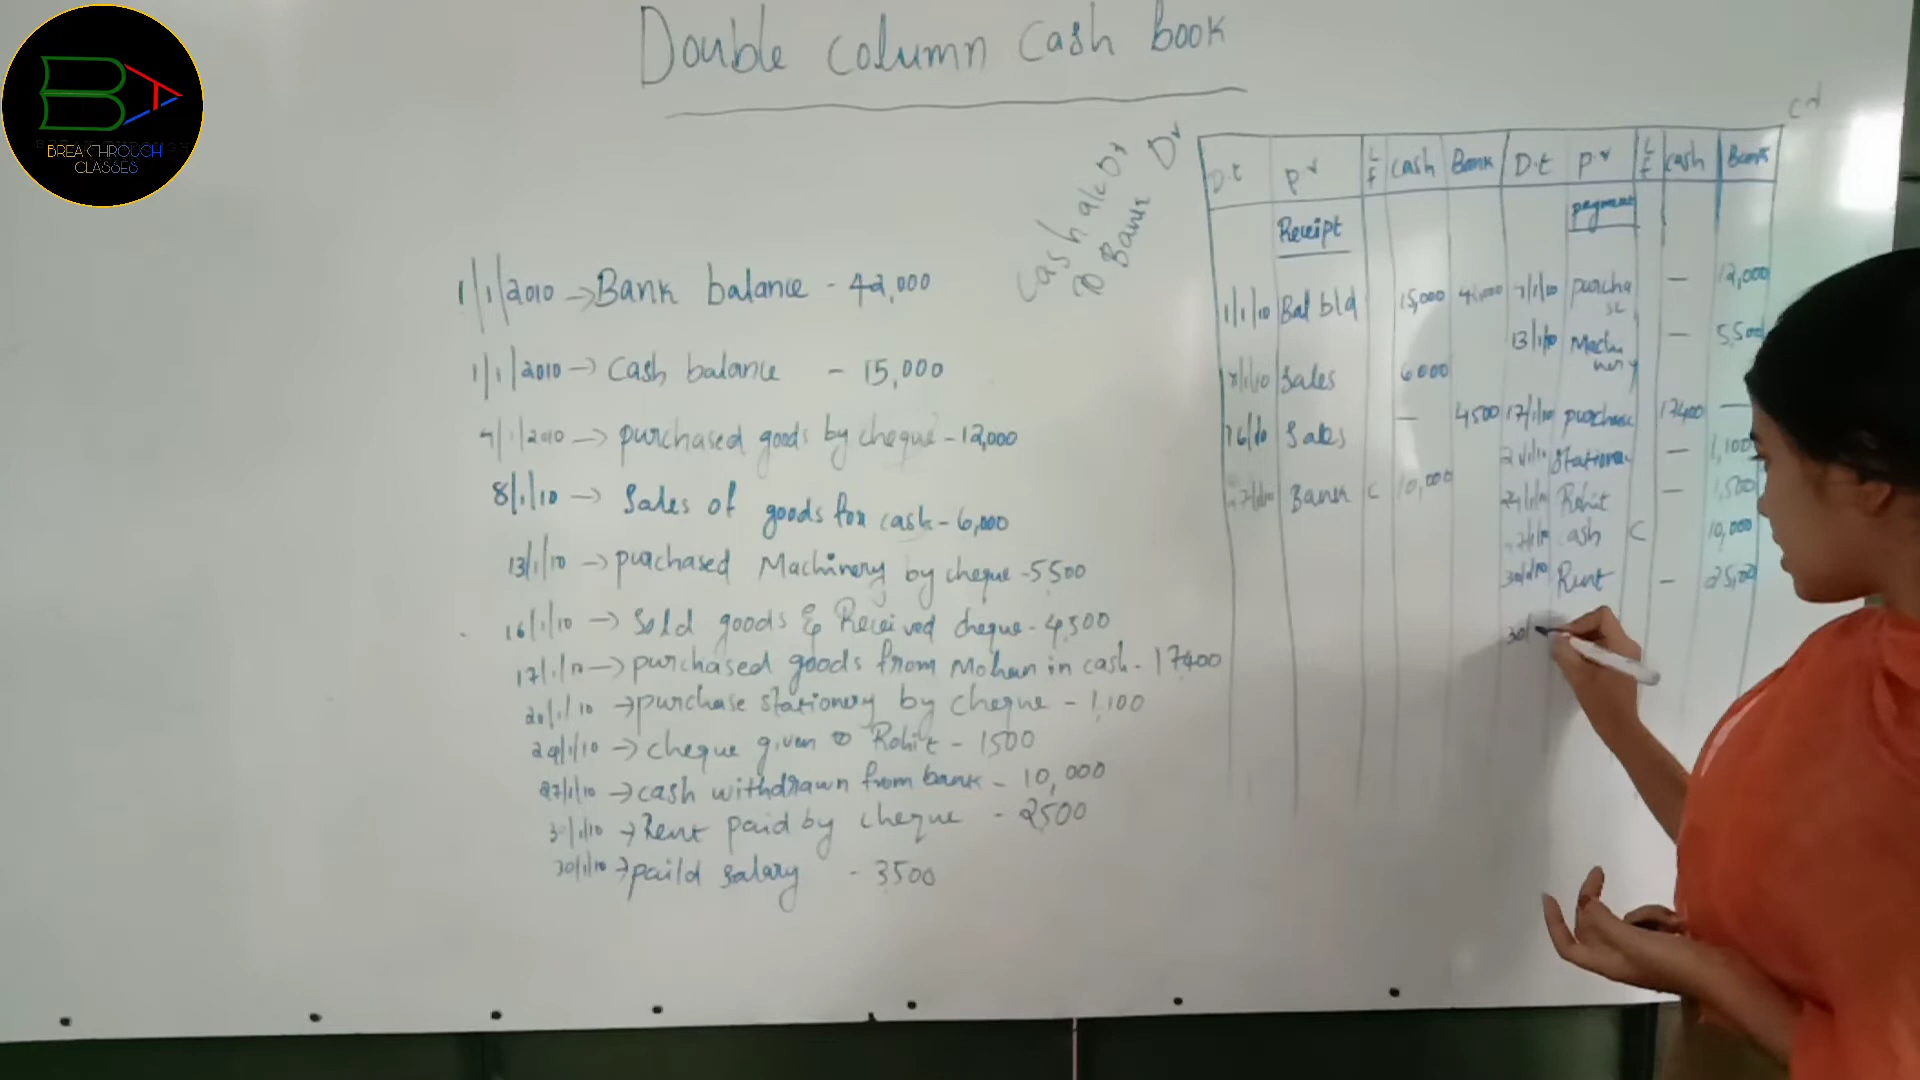 BREAKTHROUGH
CLASSES
Double column Cash book
1/1/2010 → Bank balance - 42,000
1/1/2010 → Cash balance - 15,000
4/1/2010 → purchased goods by cheque - 12,000
8/1/10 → Sales of goods for cash - 6,000
13/1/10 → purchased Machinery by cheque - 5500
16/1/10 → Sold goods & Received cheque - 4,500
17/1/10 → purchased goods from Mohan in cash - 17400
20/1/10 → purchase stationery by cheque - 1,100
24/1/10 → cheque given to Rohit - 1500
27/1/10 → cash withdrawn from bank - 10,000
30/1/10 → Rent paid by cheque - 2500
30/1/10 → paild salary - 3500
Cash a/c Dr
To Bank
Dr
Cr
D.t pr LF Cash Bank D.t p.r LF cash Bank
Receipt payment
1/1/10 Bal b/d 15,000 42,000 4/1/10 purchase — 12,000
13/1/10 Machinery — 5,500
8/1/10 Sales 6000
16/1/10 Sales — 4500 17/1/10 purchase 17400 —
Stationery — 1,100
24/1/10 Rohit — 1,500
27/1/10 Bank C 10,000 27/1/10 cash C 10,000
30/1/10 Rent — 25,00
30/